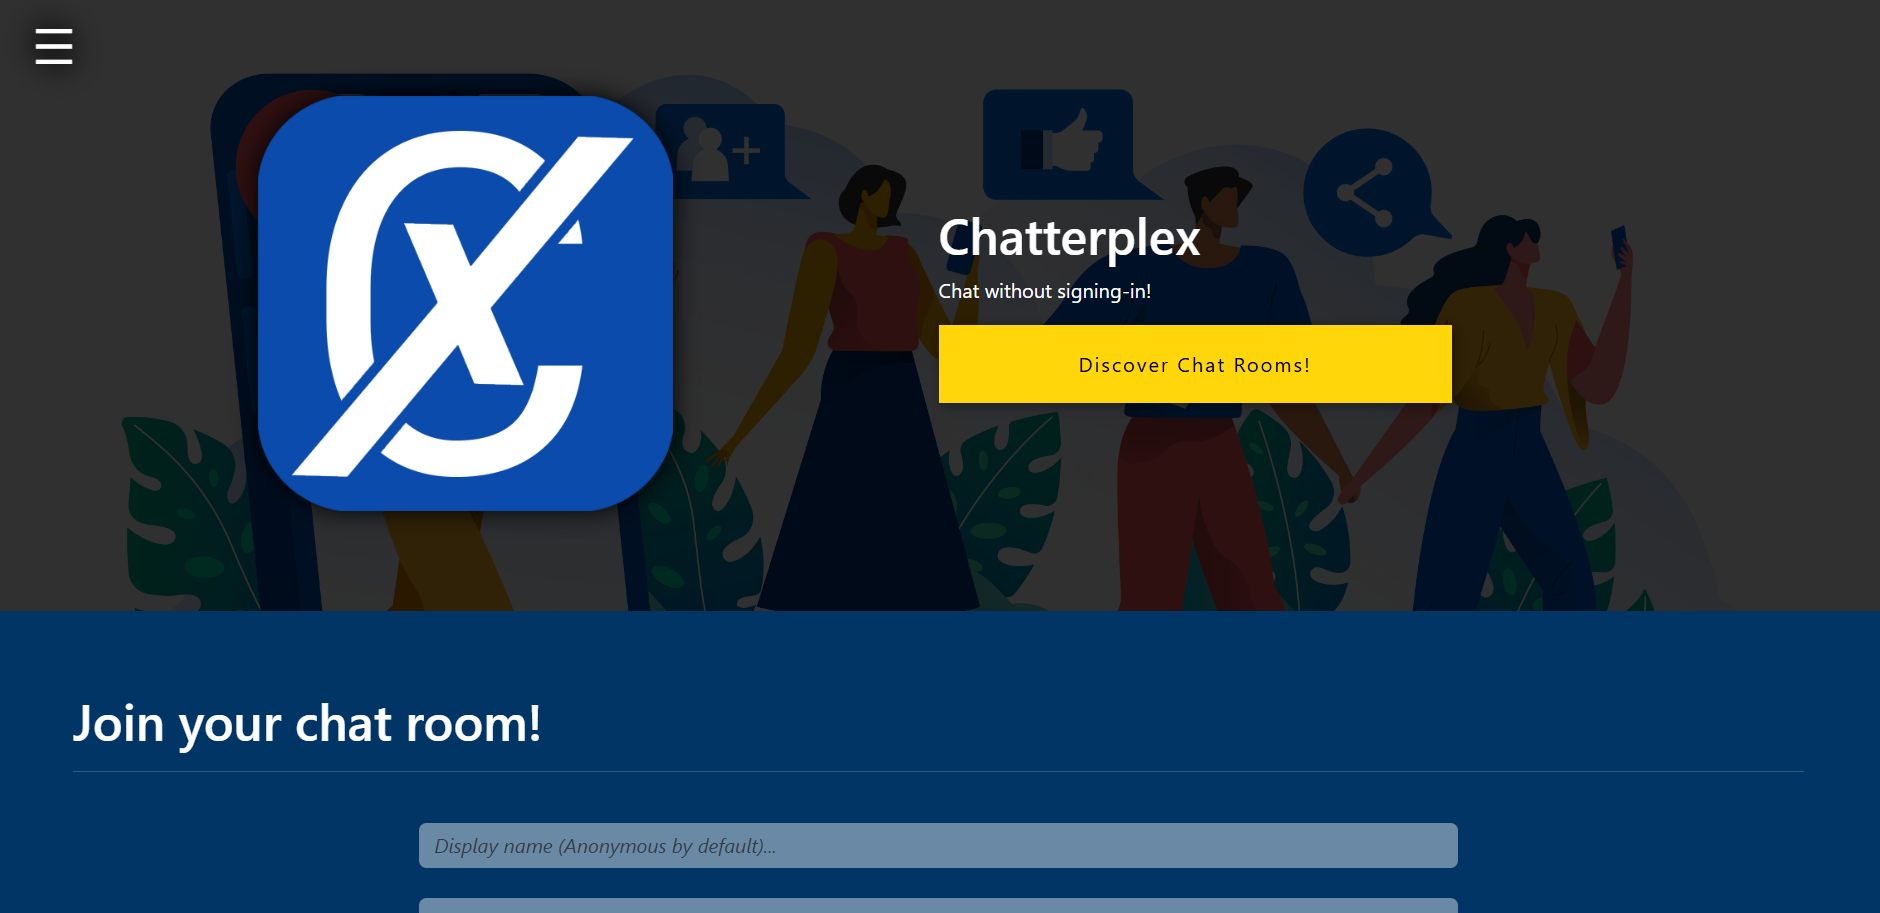 Chatterplex
Chat without signing-in!
Discover Chat Rooms!
Join your chat room!
Display name (Anonymous by default)...